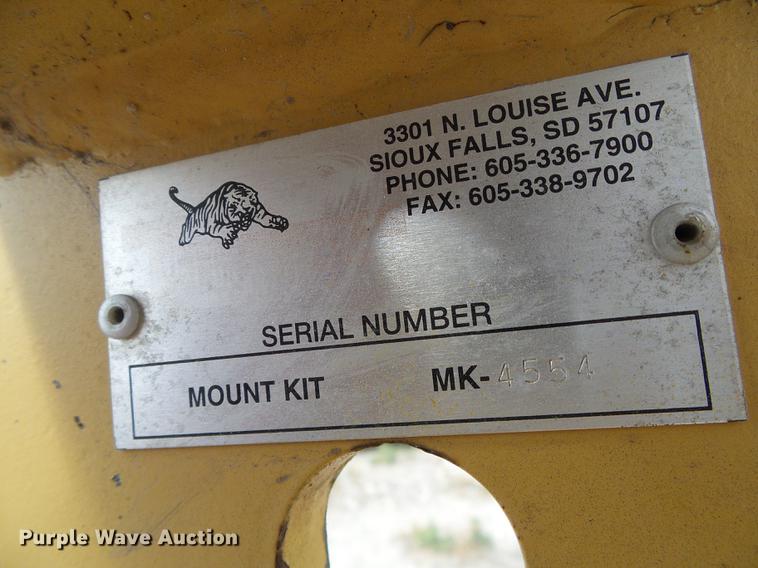 3301 N. LOUISE AVE.
SIOUX FALLS, SD 57107
PHONE: 605-336-7900
FAX: 605-338-9702
SERIAL NUMBER
MOUNT KIT MK-4554
Purple Wave Auction